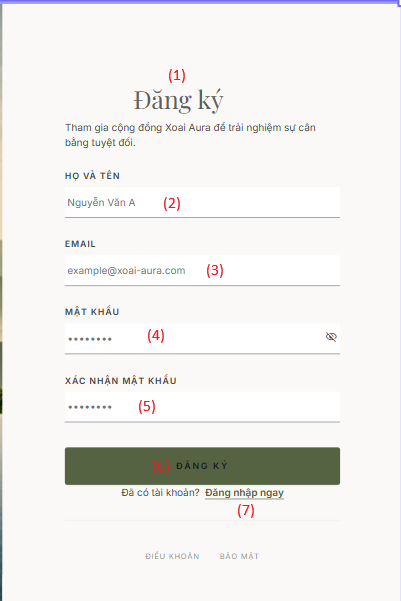 (1)
Đăng ký
Tham gia cộng đồng Xoai Aura để trải nghiệm sự cân
bằng tuyệt đối.
HỌ VÀ TÊN
Nguyễn Văn A (2)
EMAIL
example@xoai-aura.com (3)
MẬT KHẨU
•••••••• (4)
XÁC NHẬN MẬT KHẨU
•••••••• (5)
(6) ĐĂNG KÝ
Đã có tài khoản? Đăng nhập ngay
(7)
ĐIỀU KHOẢN BẢO MẬT